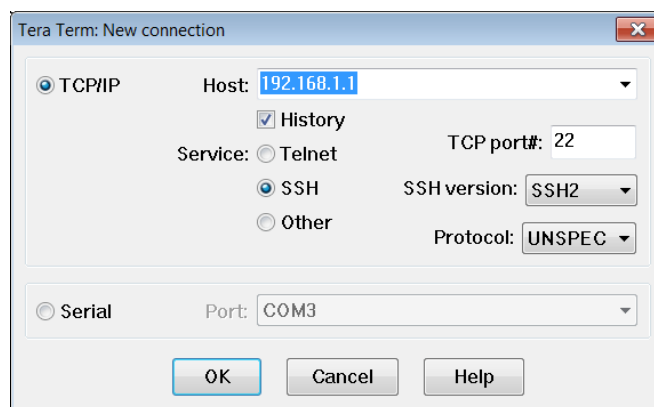 Tera Term: New connection
TCP/IP Host: 192.168.1.1
History
Service: Telnet TCP port#: 22
SSH SSH version: SSH2
Other Protocol: UNSPEC
Serial Port: COM3
OK Cancel Help